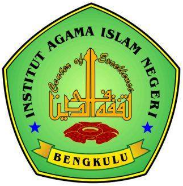 INSTITUT AGAMA ISLAM NEGERI
Center of Excellence
BENGKULU